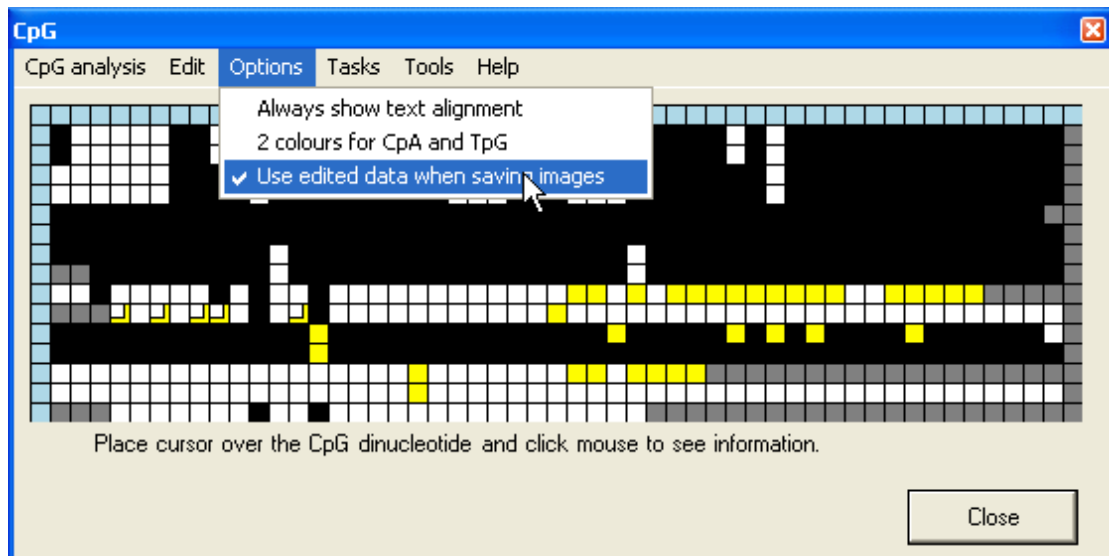 CpG
CpG analysis Edit Options Tasks Tools Help
Always show text alignment
2 colours for CpA and TpG
Use edited data when saving images
Place cursor over the CpG dinucleotide and click mouse to see information.
Close